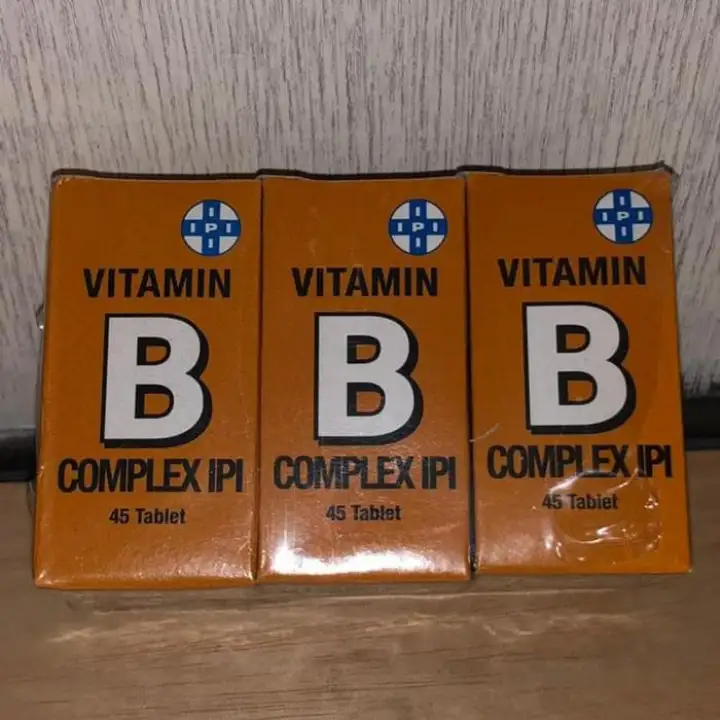 IPI
VITAMIN
B
COMPLEX IPI
45 Tablet
IPI
VITAMIN
B
COMPLEX IPI
45 Tablet
IPI
VITAMIN
B
COMPLEX IPI
45 Tablet